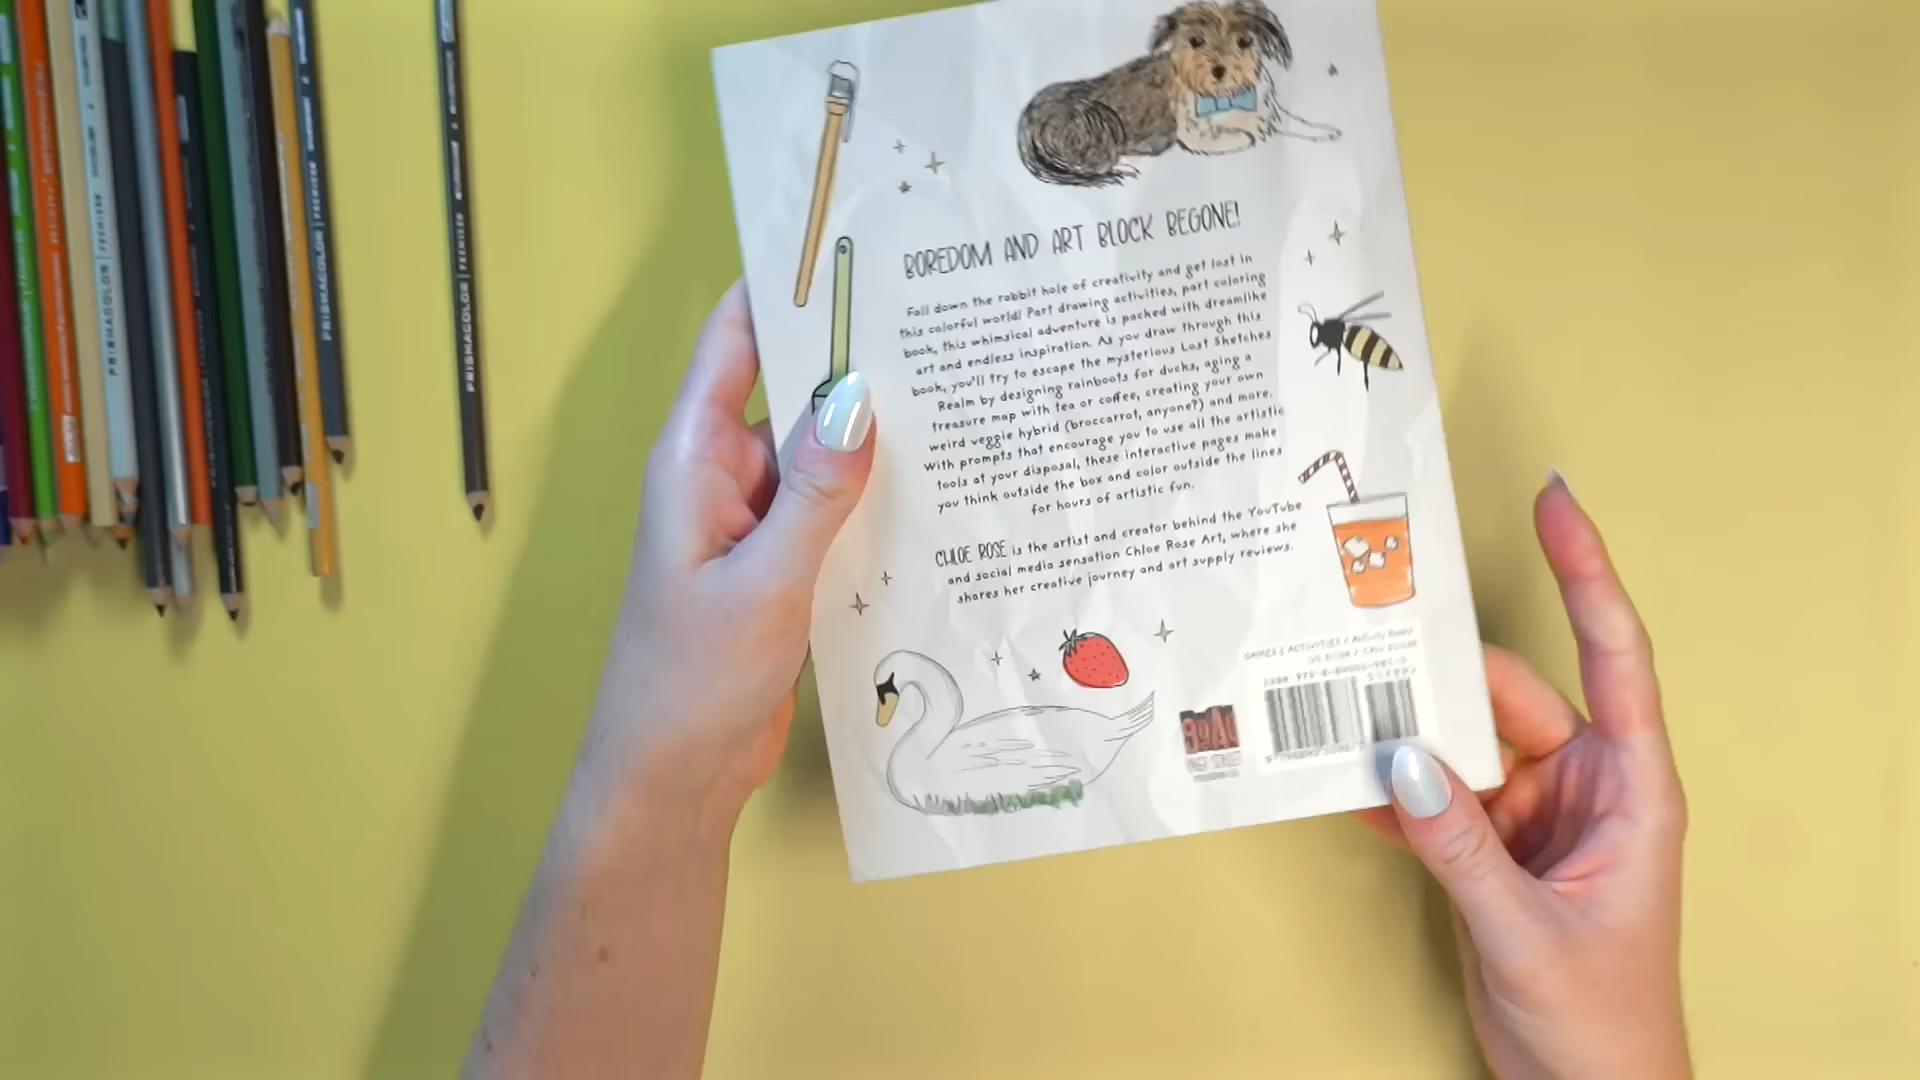 BOREDOM AND ART BLOCK BEGONE!
Fall down the rabbit hole of creativity and get lost in
this colorful world! Part drawing activities, part coloring
book, this whimsical adventure is packed with dreamlike
art and endless inspiration. As you draw through this
book, you'll try to escape the mysterious Lost Sketches
Realm by designing rainboots for ducks, aging a
treasure map with tea or coffee, creating your own
weird veggie hybrid (broccarrot, anyone?) and more.
With prompts that encourage you to use all the artistic
tools at your disposal, these interactive pages make
you think outside the box and color outside the lines
for hours of artistic fun.
CHLOE ROSE is the artist and creator behind the YouTube
and social media sensation Chloe Rose Art, where she
shares her creative journey and art supply reviews.
GAMES & ACTIVITIES / Activity Books
ISBN
PRISMACOLOR | PREMIER
PRISMACOLOR | PREMIER
PRISMACOLOR